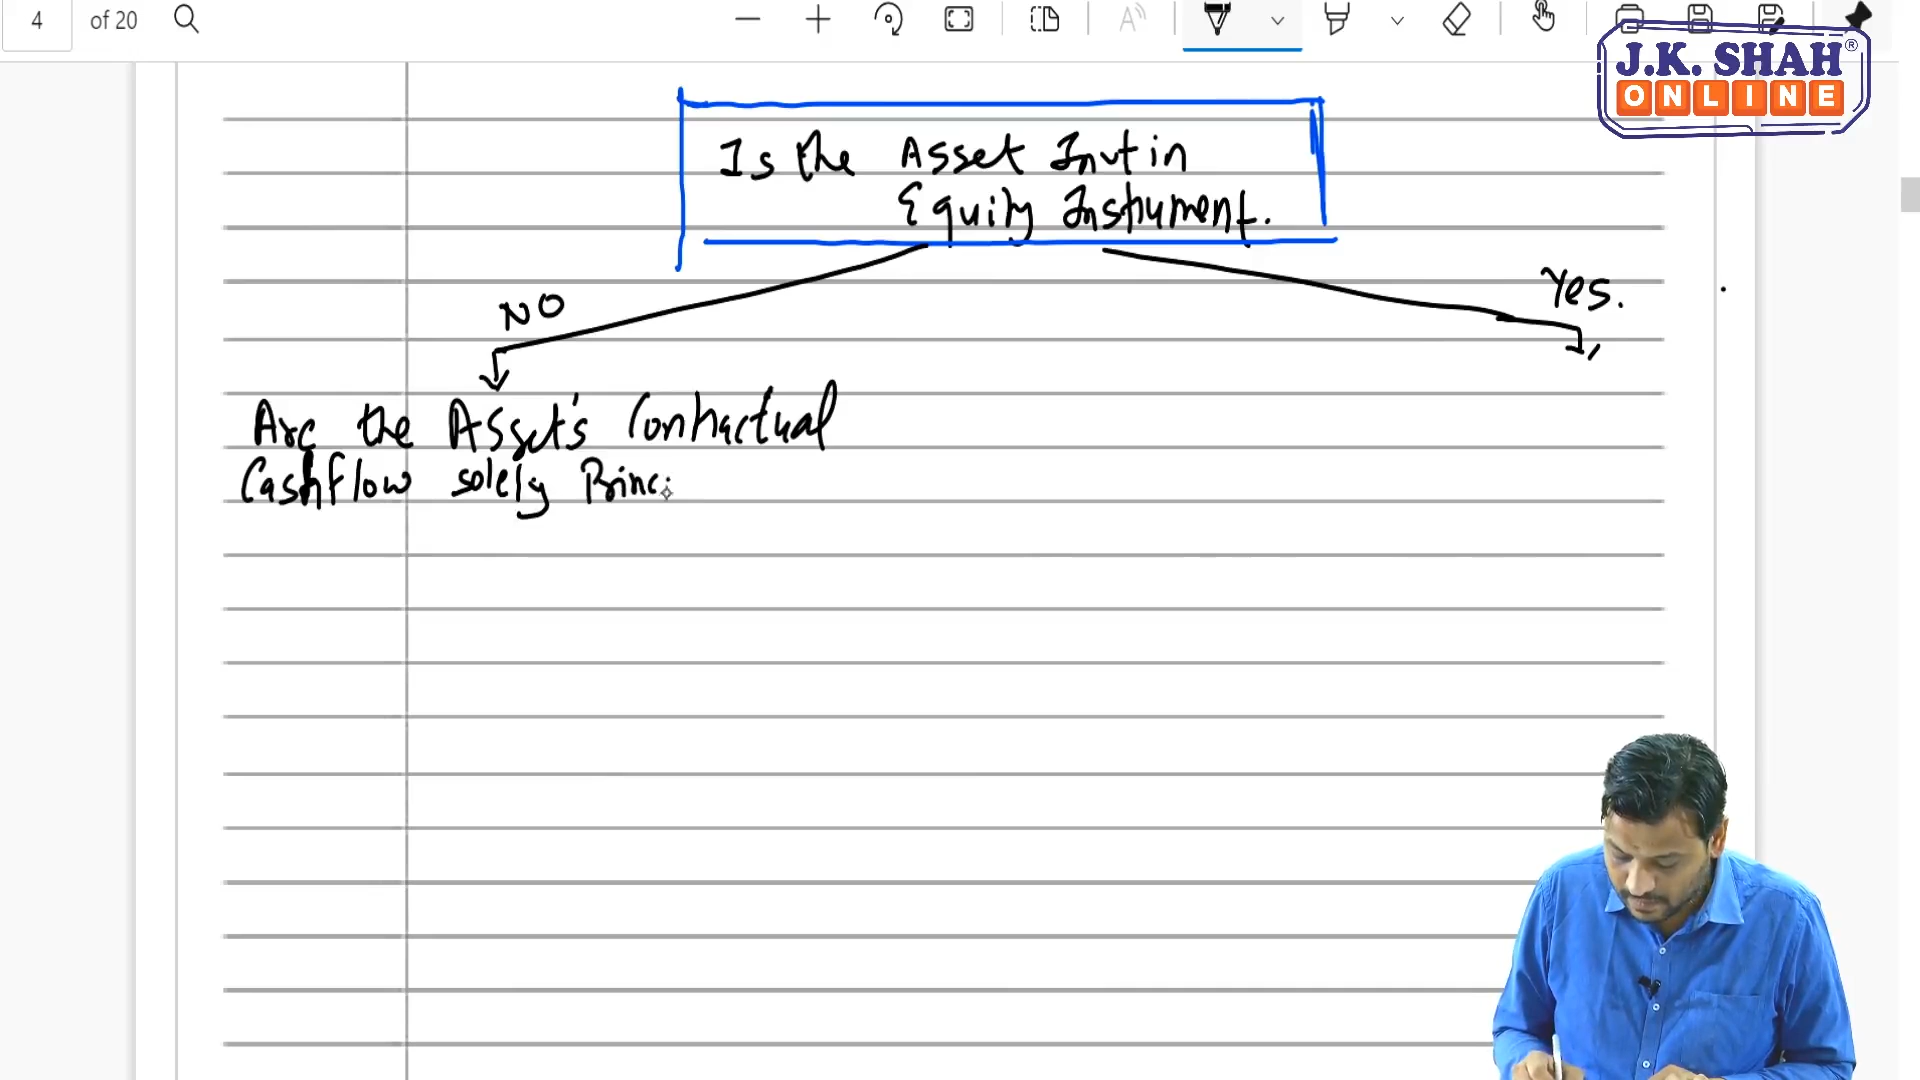 4 of 20
J.K. SHAH®
ONLINE
Is the Asset Invt in
Equity Instrument.
NO
Yes.
Are the Asset's Contractual
Cashflow solely Princi